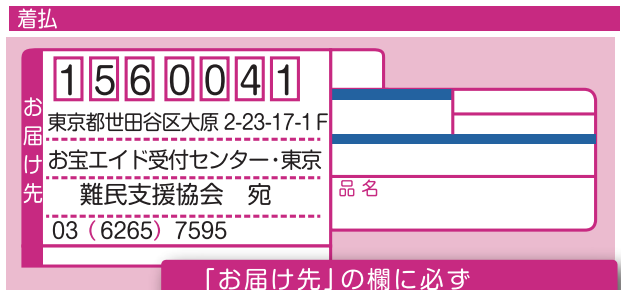 着払
お届け先
1560041
東京都世田谷区大原 2-23-17-1F
お宝エイド受付センター・東京
難民支援協会　宛
03（6265）7595
品名
「お届け先」の欄に必ず